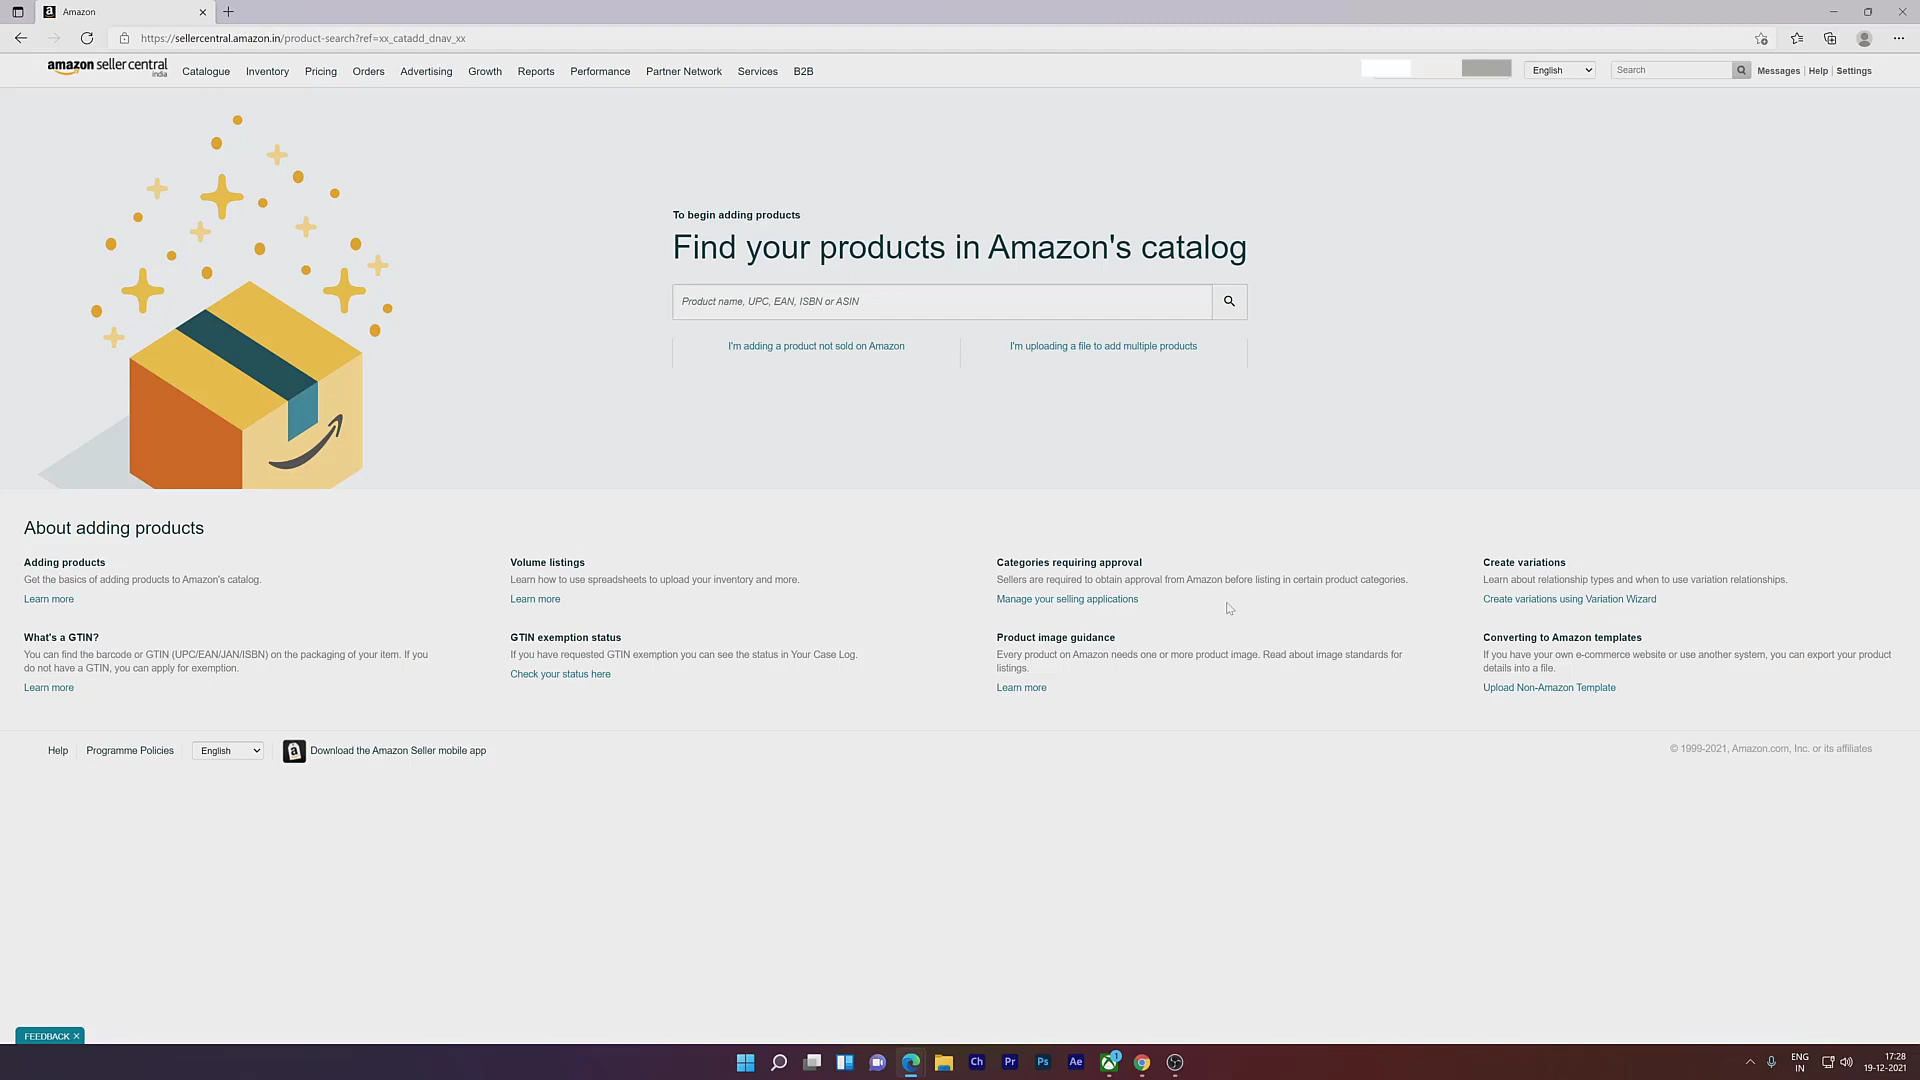 Amazon
https://sellercentral.amazon.in/product-search?ref=xx_catadd_dnav_xx
amazon seller central
india
Catalogue Inventory Pricing Orders Advertising Growth Reports Performance Partner Network Services B2B
English Search Messages | Help | Settings
To begin adding products
Find your products in Amazon's catalog
Product name, UPC, EAN, ISBN or ASIN
I'm adding a product not sold on Amazon
I'm uploading a file to add multiple products
About adding products
Adding products
Get the basics of adding products to Amazon's catalog.
Learn more
Volume listings
Learn how to use spreadsheets to upload your inventory and more.
Learn more
Categories requiring approval
Sellers are required to obtain approval from Amazon before listing in certain product categories.
Manage your selling applications
Create variations
Learn about relationship types and when to use variation relationships.
Create variations using Variation Wizard
What's a GTIN?
You can find the barcode or GTIN (UPC/EAN/JAN/ISBN) on the packaging of your item. If you
do not have a GTIN, you can apply for exemption.
Learn more
GTIN exemption status
If you have requested GTIN exemption you can see the status in Your Case Log.
Check your status here
Product image guidance
Every product on Amazon needs one or more product image. Read about image standards for
listings.
Learn more
Converting to Amazon templates
If you have your own e-commerce website or use another system, you can export your product
details into a file.
Upload Non-Amazon Template
Help Programme Policies English Download the Amazon Seller mobile app
© 1999-2021, Amazon.com, Inc. or its affiliates
FEEDBACK
Ch Pr Ps Ae 1
ENG
IN
17:28
19-12-2021